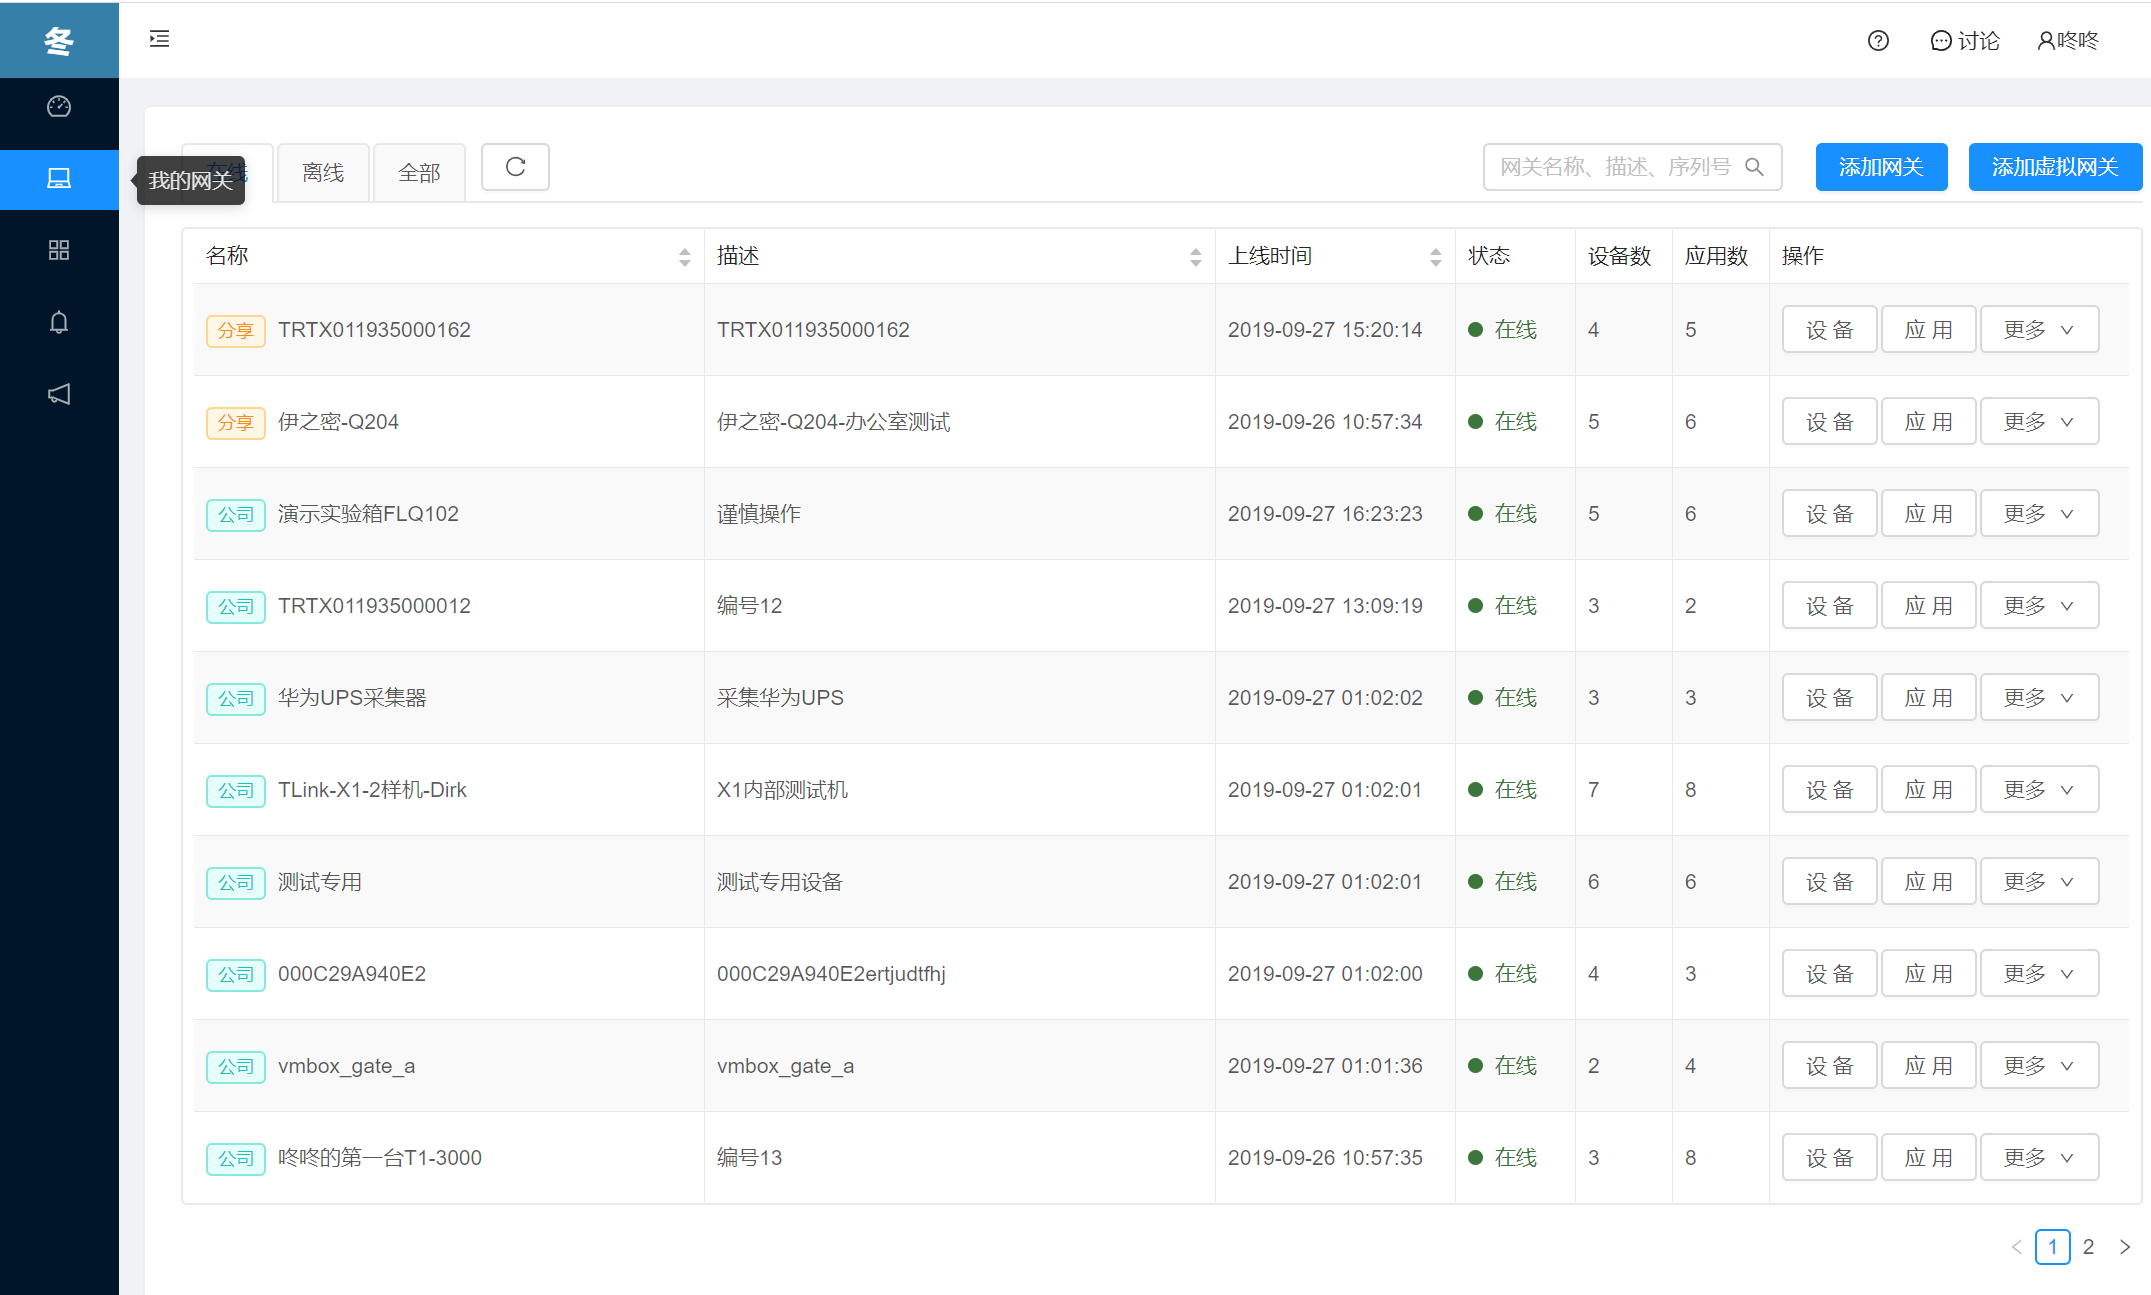 冬
讨论 咚咚
我的网关 在线 离线 全部 网关名称、描述、序列号 添加网关 添加虚拟网关
名称 描述 上线时间 状态 设备数 应用数 操作
分享 TRTX011935000162 TRTX011935000162 2019-09-27 15:20:14 在线 4 5 设 备 应 用 更多
分享 伊之密-Q204 伊之密-Q204-办公室测试 2019-09-26 10:57:34 在线 5 6 设 备 应 用 更多
公司 演示实验箱FLQ102 谨慎操作 2019-09-27 16:23:23 在线 5 6 设 备 应 用 更多
公司 TRTX011935000012 编号12 2019-09-27 13:09:19 在线 3 2 设 备 应 用 更多
公司 华为UPS采集器 采集华为UPS 2019-09-27 01:02:02 在线 3 3 设 备 应 用 更多
公司 TLink-X1-2样机-Dirk X1内部测试机 2019-09-27 01:02:01 在线 7 8 设 备 应 用 更多
公司 测试专用 测试专用设备 2019-09-27 01:02:01 在线 6 6 设 备 应 用 更多
公司 000C29A940E2 000C29A940E2ertjudtfhj 2019-09-27 01:02:00 在线 4 3 设 备 应 用 更多
公司 vmbox_gate_a vmbox_gate_a 2019-09-27 01:01:36 在线 2 4 设 备 应 用 更多
公司 咚咚的第一台T1-3000 编号13 2019-09-26 10:57:35 在线 3 8 设 备 应 用 更多
1 2